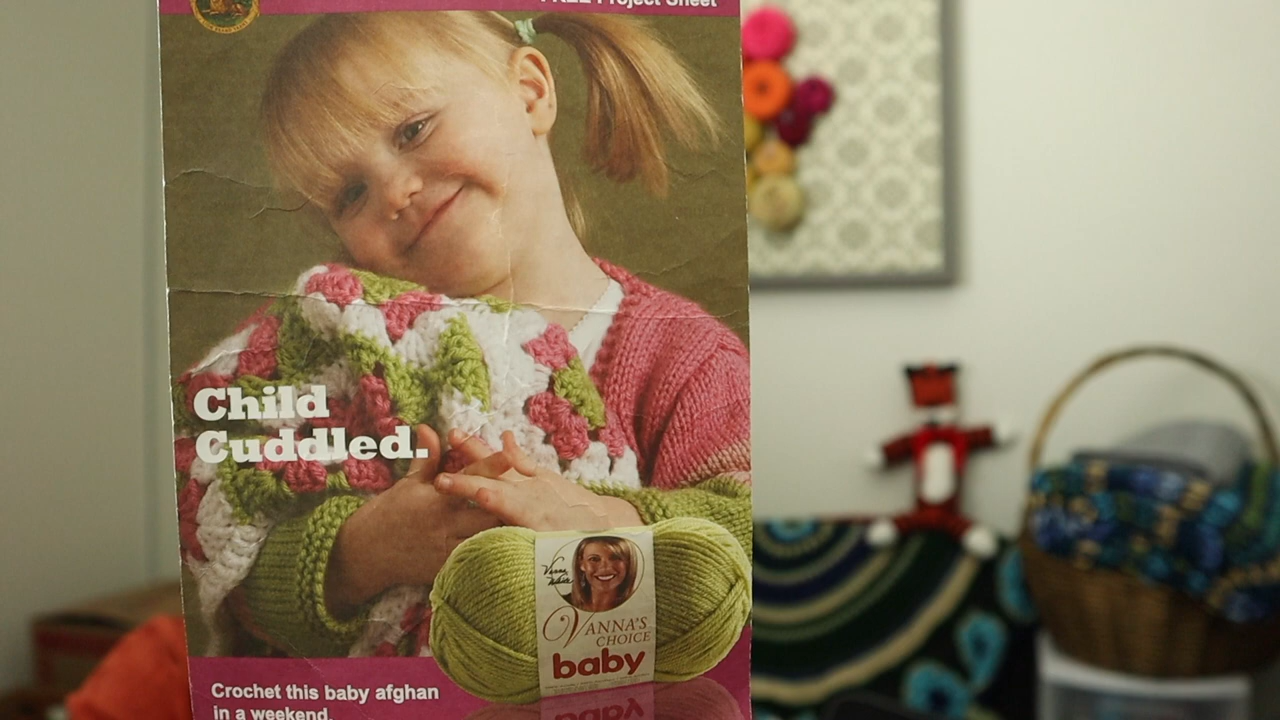 FREE Project Sheet
Child
Cuddled.
Vanna White
VANNA'S
CHOICE
baby
Crochet this baby afghan
in a weekend.